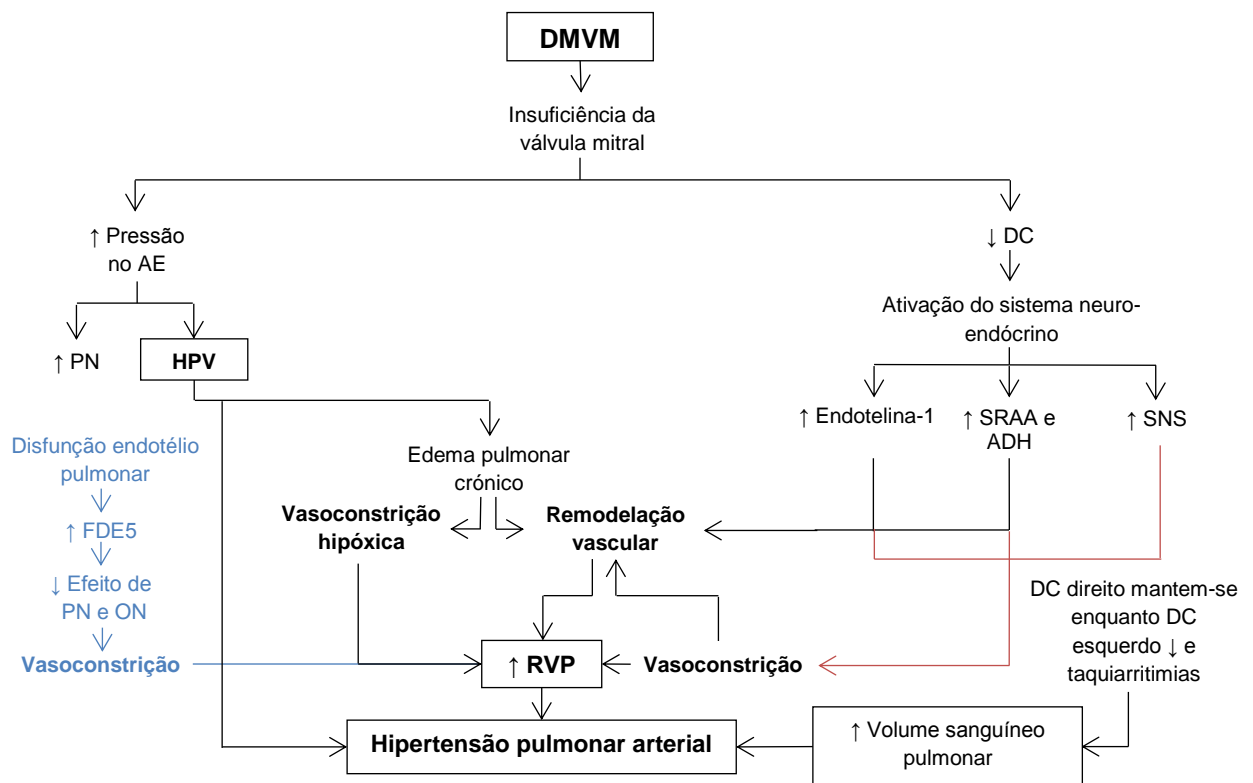 DMVM
Insuficiência da
válvula mitral
↑ Pressão
no AE
↓ DC
↑ PN
HPV
Ativação do sistema neuro-
endócrino
↑ Endotelina-1
↑ SRAA e
ADH
↑ SNS
Disfunção endotélio
pulmonar
↑ FDE5
↓ Efeito de
PN e ON
Vasoconstrição
Edema pulmonar
crónico
Vasoconstrição
hipóxica
Remodelação
vascular
DC direito mantem-se
enquanto DC
esquerdo ↓ e
taquiarritimias
↑ RVP
Vasoconstrição
Hipertensão pulmonar arterial
↑ Volume sanguíneo
pulmonar